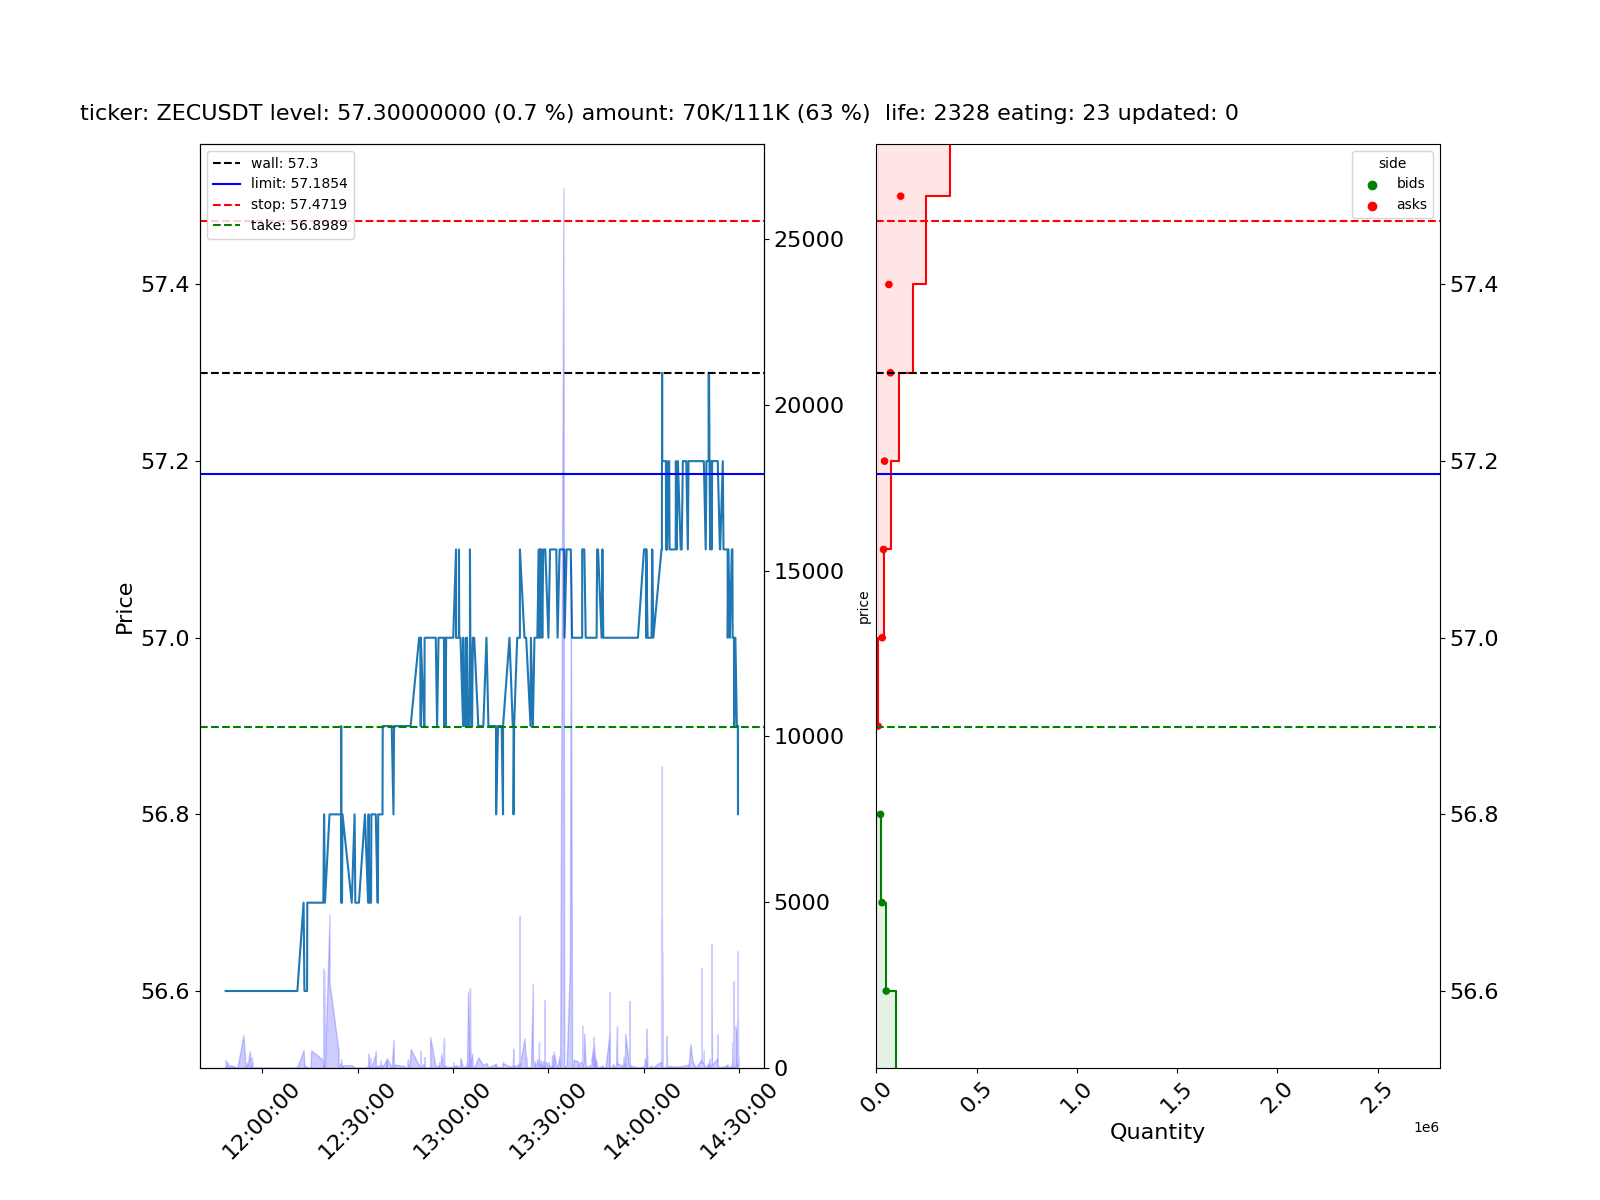 ticker: ZECUSDT level: 57.30000000 (0.7 %) amount: 70K/111K (63 %)  life: 2328 eating: 23 updated: 0
wall: 57.3
limit: 57.1854
stop: 57.4719
take: 56.8989
Price
57.4
57.2
57.0
56.8
56.6
25000
20000
15000
10000
5000
0
12:00:00
12:30:00
13:00:00
13:30:00
14:00:00
14:30:00
side
bids
asks
price
57.4
57.2
57.0
56.8
56.6
0.0
0.5
1.0
1.5
2.0
2.5
1e6
Quantity